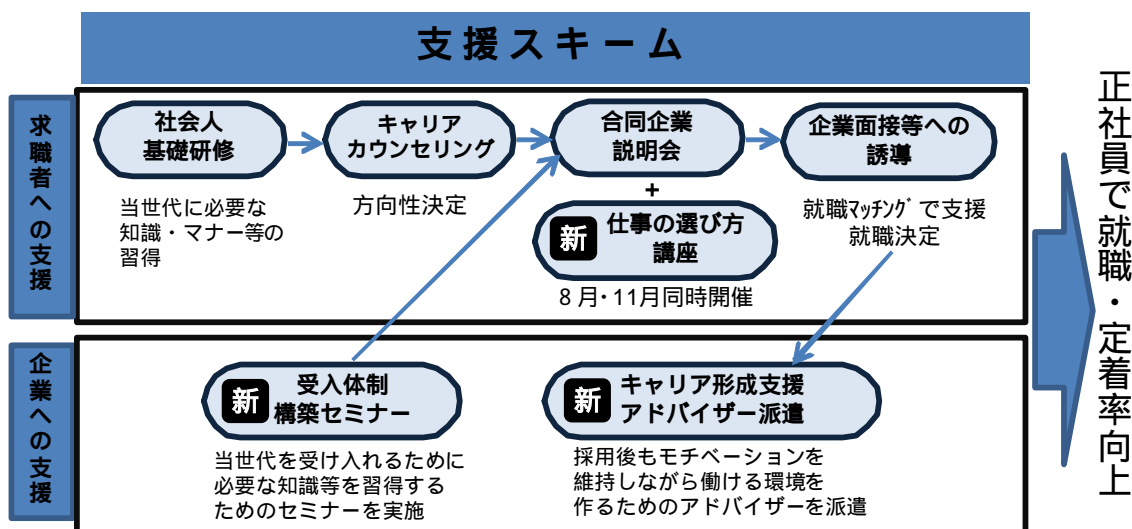 支援スキーム
求職者への支援
社会人
基礎研修
当世代に必要な
知識・マナー等の
習得
キャリア
カウンセリング
方向性決定
合同企業
説明会
+
新
仕事の選び方
講座
8月・11月同時開催
企業面接等への
誘導
就職ﾏｯﾁﾝｸﾞで支援
就職決定
企業への支援
新
受入体制
構築セミナー
当世代を受け入れるために
必要な知識等を習得する
ためのセミナーを実施
新
キャリア形成支援
アドバイザー派遣
採用後もモチベーションを
維持しながら働ける環境を
作るためのアドバイザーを派遣
正社員で就職・定着率向上